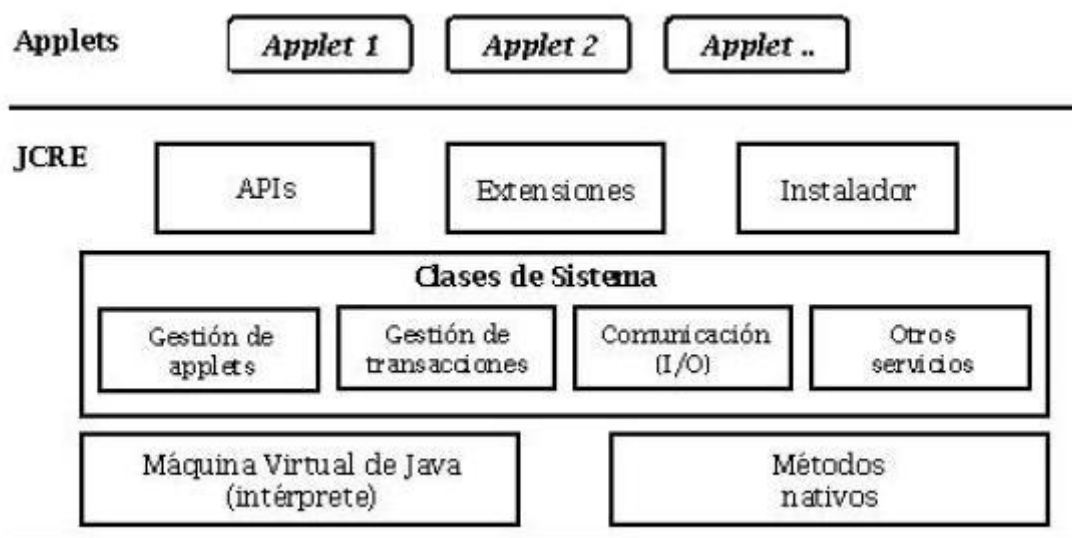 Applets
Applet 1
Applet 2
Applet ..
JCRE
APIs
Extensiones
Instalador
Clases de Sistema
Gestión de
applets
Gestión de
transacciones
Comunicación
(I/O)
Otros
servicios
Máquina Virtual de Java
(intérprete)
Métodos
nativos